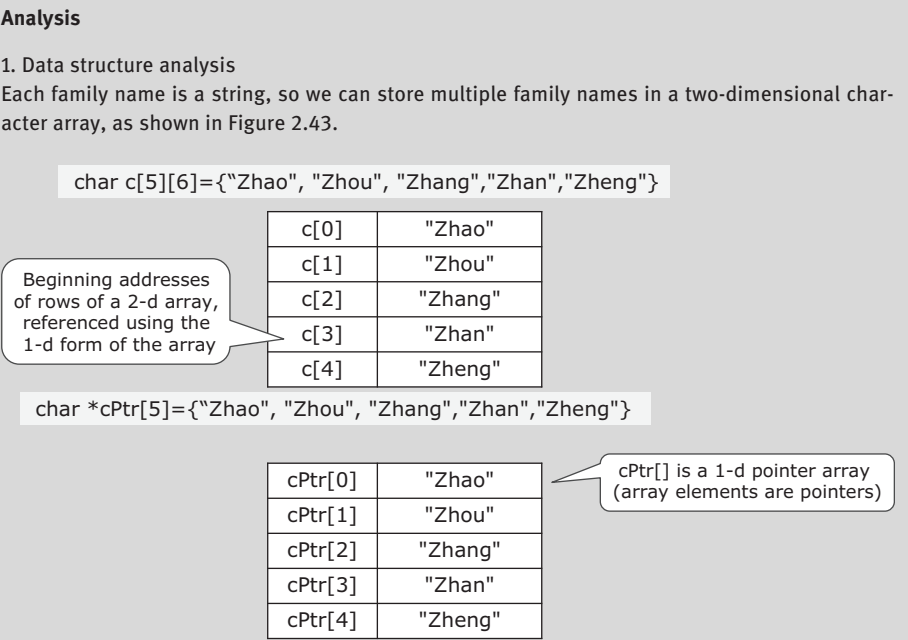 Analysis
1. Data structure analysis
Each family name is a string, so we can store multiple family names in a two-dimensional char-
acter array, as shown in Figure 2.43.
char c[5][6]={“Zhao", "Zhou", "Zhang","Zhan","Zheng"}
c[0] "Zhao"
c[1] "Zhou"
c[2] "Zhang"
c[3] "Zhan"
c[4] "Zheng"
Beginning addresses
of rows of a 2-d array,
referenced using the
1-d form of the array
char *cPtr[5]={“Zhao", "Zhou", "Zhang","Zhan","Zheng"}
cPtr[0] "Zhao"
cPtr[1] "Zhou"
cPtr[2] "Zhang"
cPtr[3] "Zhan"
cPtr[4] "Zheng"
cPtr[] is a 1-d pointer array
(array elements are pointers)